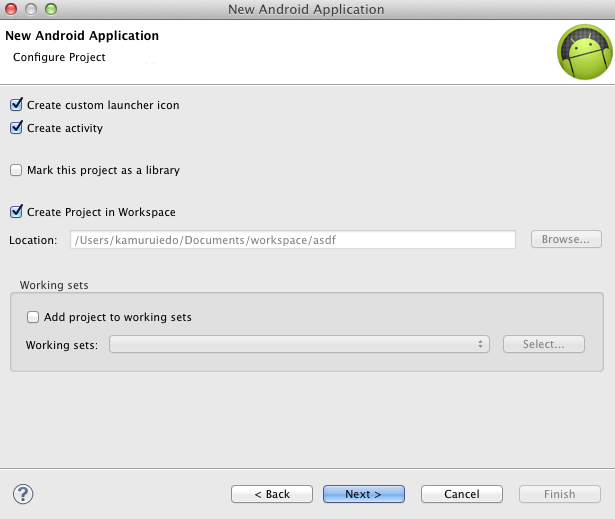 New Android Application
New Android Application
Configure Project
Create custom launcher icon
Create activity
Mark this project as a library
Create Project in Workspace
Location: /Users/kamuruiedo/Documents/workspace/asdf Browse...
Working sets
Add project to working sets
Working sets: Select...
? < Back Next > Cancel Finish